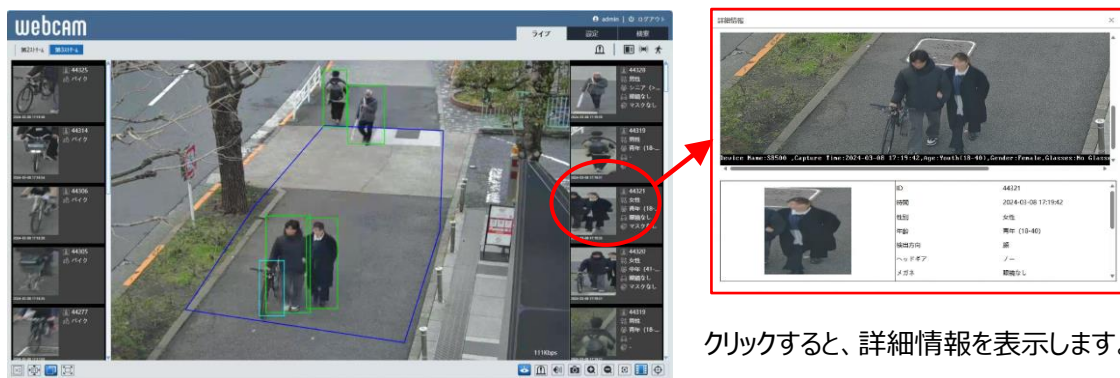 webcam
admin | ログアウト
ライブ 設定 検索
第2ストリーム 第3ストリーム
44325
バイク
44314
バイク
44306
バイク
44305
バイク
44277
バイク
44328
男性
シニア (>...
眼鏡なし
マスクなし
44319
男性
青年 (18-...
-
44321
女性
青年 (18-...
眼鏡なし
マスクなし
44320
女性
中年 (41-...
眼鏡なし
マスクなし
44319
男性
青年 (18-...
-
1116bps
詳細情報
Device Name:S8500 ,Capture Time:2024-03-08 17:19:42,Age:Youth(18-40),Gender:Female,Glasses:No Glasses
ID 44321
時間 2024-03-08 17:19:42
性別 女性
年齢 青年 (18-40)
検出方向
ヘッドギア ノー
メガネ 眼鏡なし
クリックすると、詳細情報を表示します。